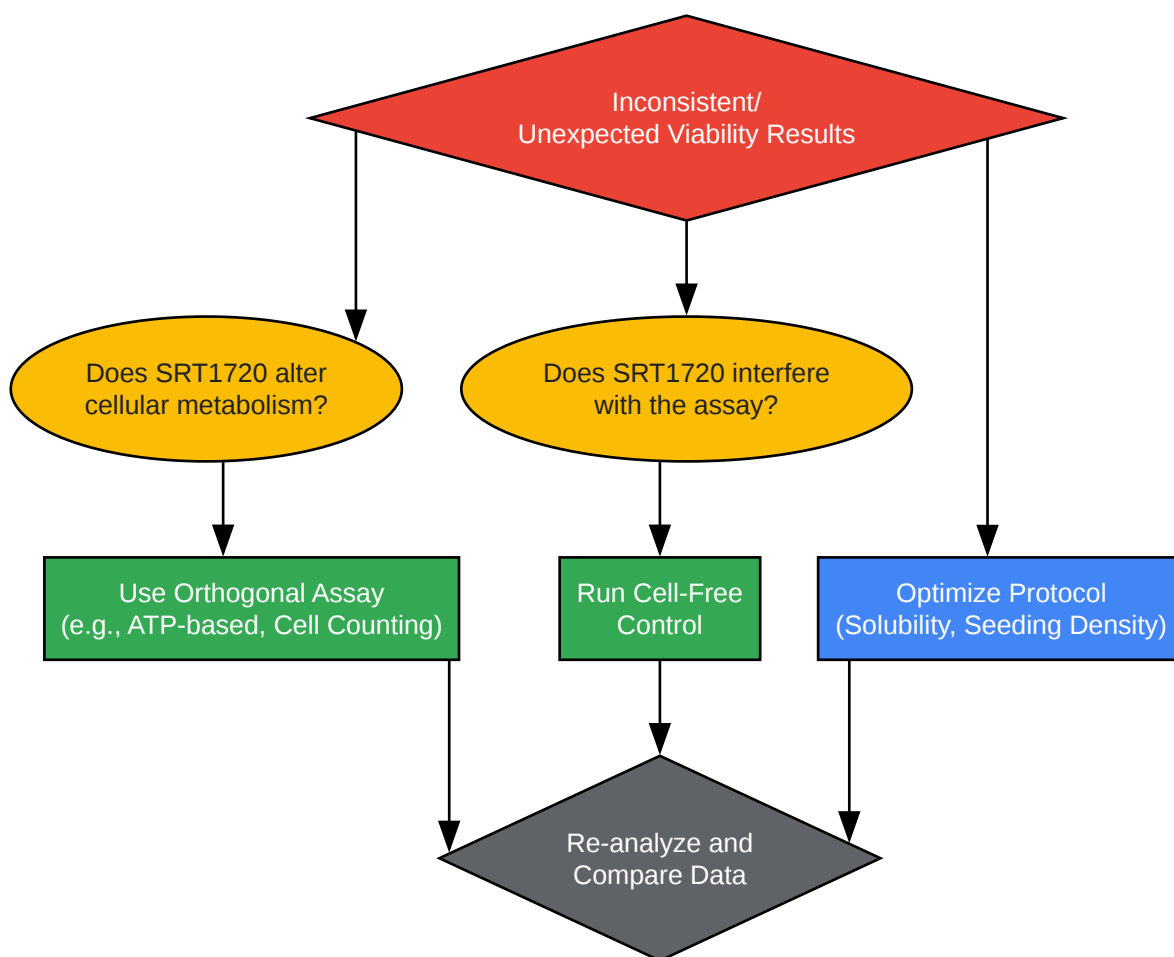 Inconsistent/
Unexpected Viability Results
Does SRT1720 alter
cellular metabolism?
Does SRT1720 interfere
with the assay?
Use Orthogonal Assay
(e.g., ATP-based, Cell Counting)
Run Cell-Free
Control
Optimize Protocol
(Solubility, Seeding Density)
Re-analyze and
Compare Data